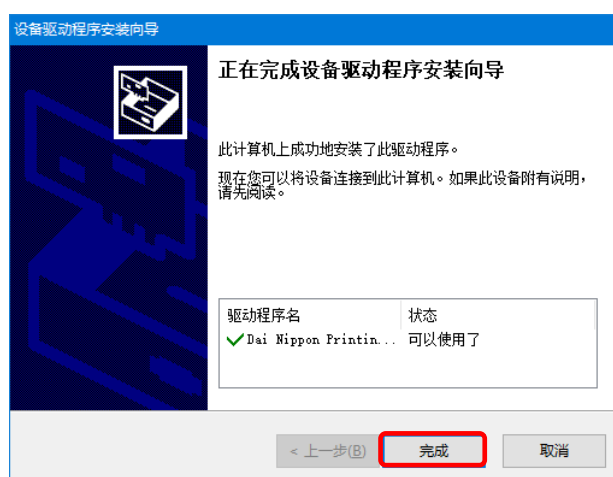 设备驱动程序安装向导
正在完成设备驱动程序安装向导
此计算机上成功地安装了此驱动程序。
现在您可以将设备连接到此计算机。如果此设备附有说明，
请先阅读。
驱动程序名 状态
Dai Nippon Printin... 可以使用了
< 上一步(B) 完成 取消